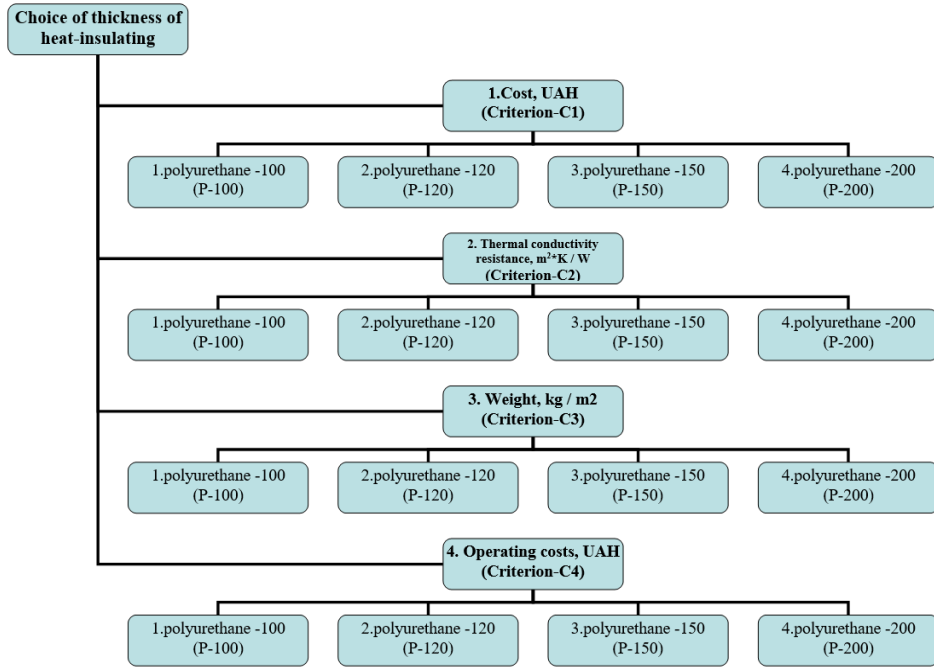 Choice of thickness of
heat-insulating
1.Cost, UAH
(Criterion-C1)
1.polyurethane -100
(P-100)
2.polyurethane -120
(P-120)
3.polyurethane -150
(P-150)
4.polyurethane -200
(P-200)
2. Thermal conductivity
resistance, m²*K / W
(Criterion-C2)
1.polyurethane -100
(P-100)
2.polyurethane -120
(P-120)
3.polyurethane -150
(P-150)
4.polyurethane -200
(P-200)
3. Weight, kg / m2
(Criterion-C3)
1.polyurethane -100
(P-100)
2.polyurethane -120
(P-120)
3.polyurethane -150
(P-150)
4.polyurethane -200
(P-200)
4. Operating costs, UAH
(Criterion-C4)
1.polyurethane -100
(P-100)
2.polyurethane -120
(P-120)
3.polyurethane -150
(P-150)
4.polyurethane -200
(P-200)